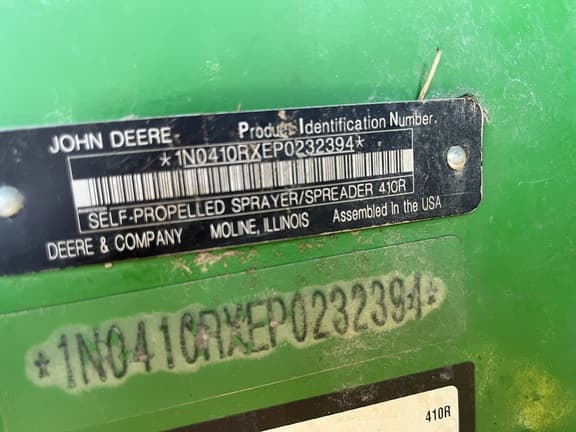 JOHN DEERE Product Identification Number
*1N0410RXEP0232394*
SELF-PROPELLED SPRAYER/SPREADER 410R
DEERE & COMPANY MOLINE, ILLINOIS Assembled In the USA
*1N0410RXEP0232394*
410R